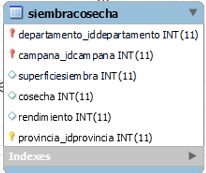 siembracosecha
departamento_iddepartamento INT(11)
campana_idcampana INT(11)
superficiesiembra INT(11)
cosecha INT(11)
rendimiento INT(11)
provincia_idprovincia INT(11)
Indexes